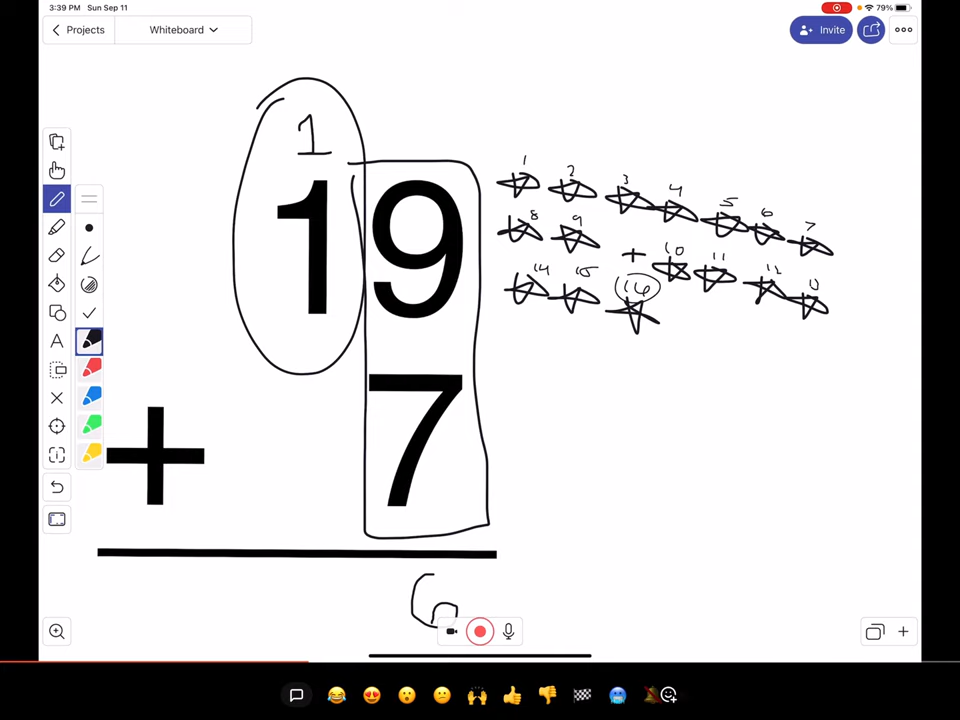 3:39 PM Sun Sep 11
79%
Projects
Whiteboard
Invite
A
1
19
+ 7
6
1 2 3 4 5 6 7
8 9 + 10 11 12
14 15 16